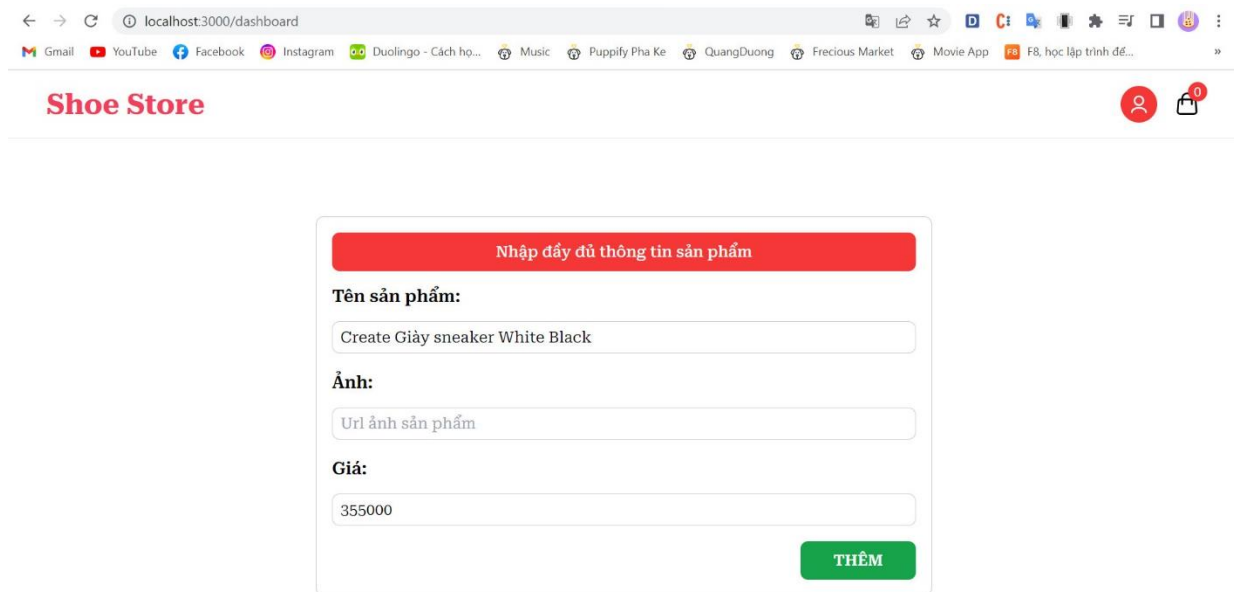 localhost:3000/dashboard
Gmail YouTube Facebook Instagram Duolingo - Cách họ... Music Puppify Pha Ke QuangDuong Frecious Market Movie App F8 F8, học lập trình để... »
Shoe Store
0
Nhập đầy đủ thông tin sản phẩm
Tên sản phẩm:
Create Giày sneaker White Black
Ảnh:
Url ảnh sản phẩm
Giá:
355000
THÊM